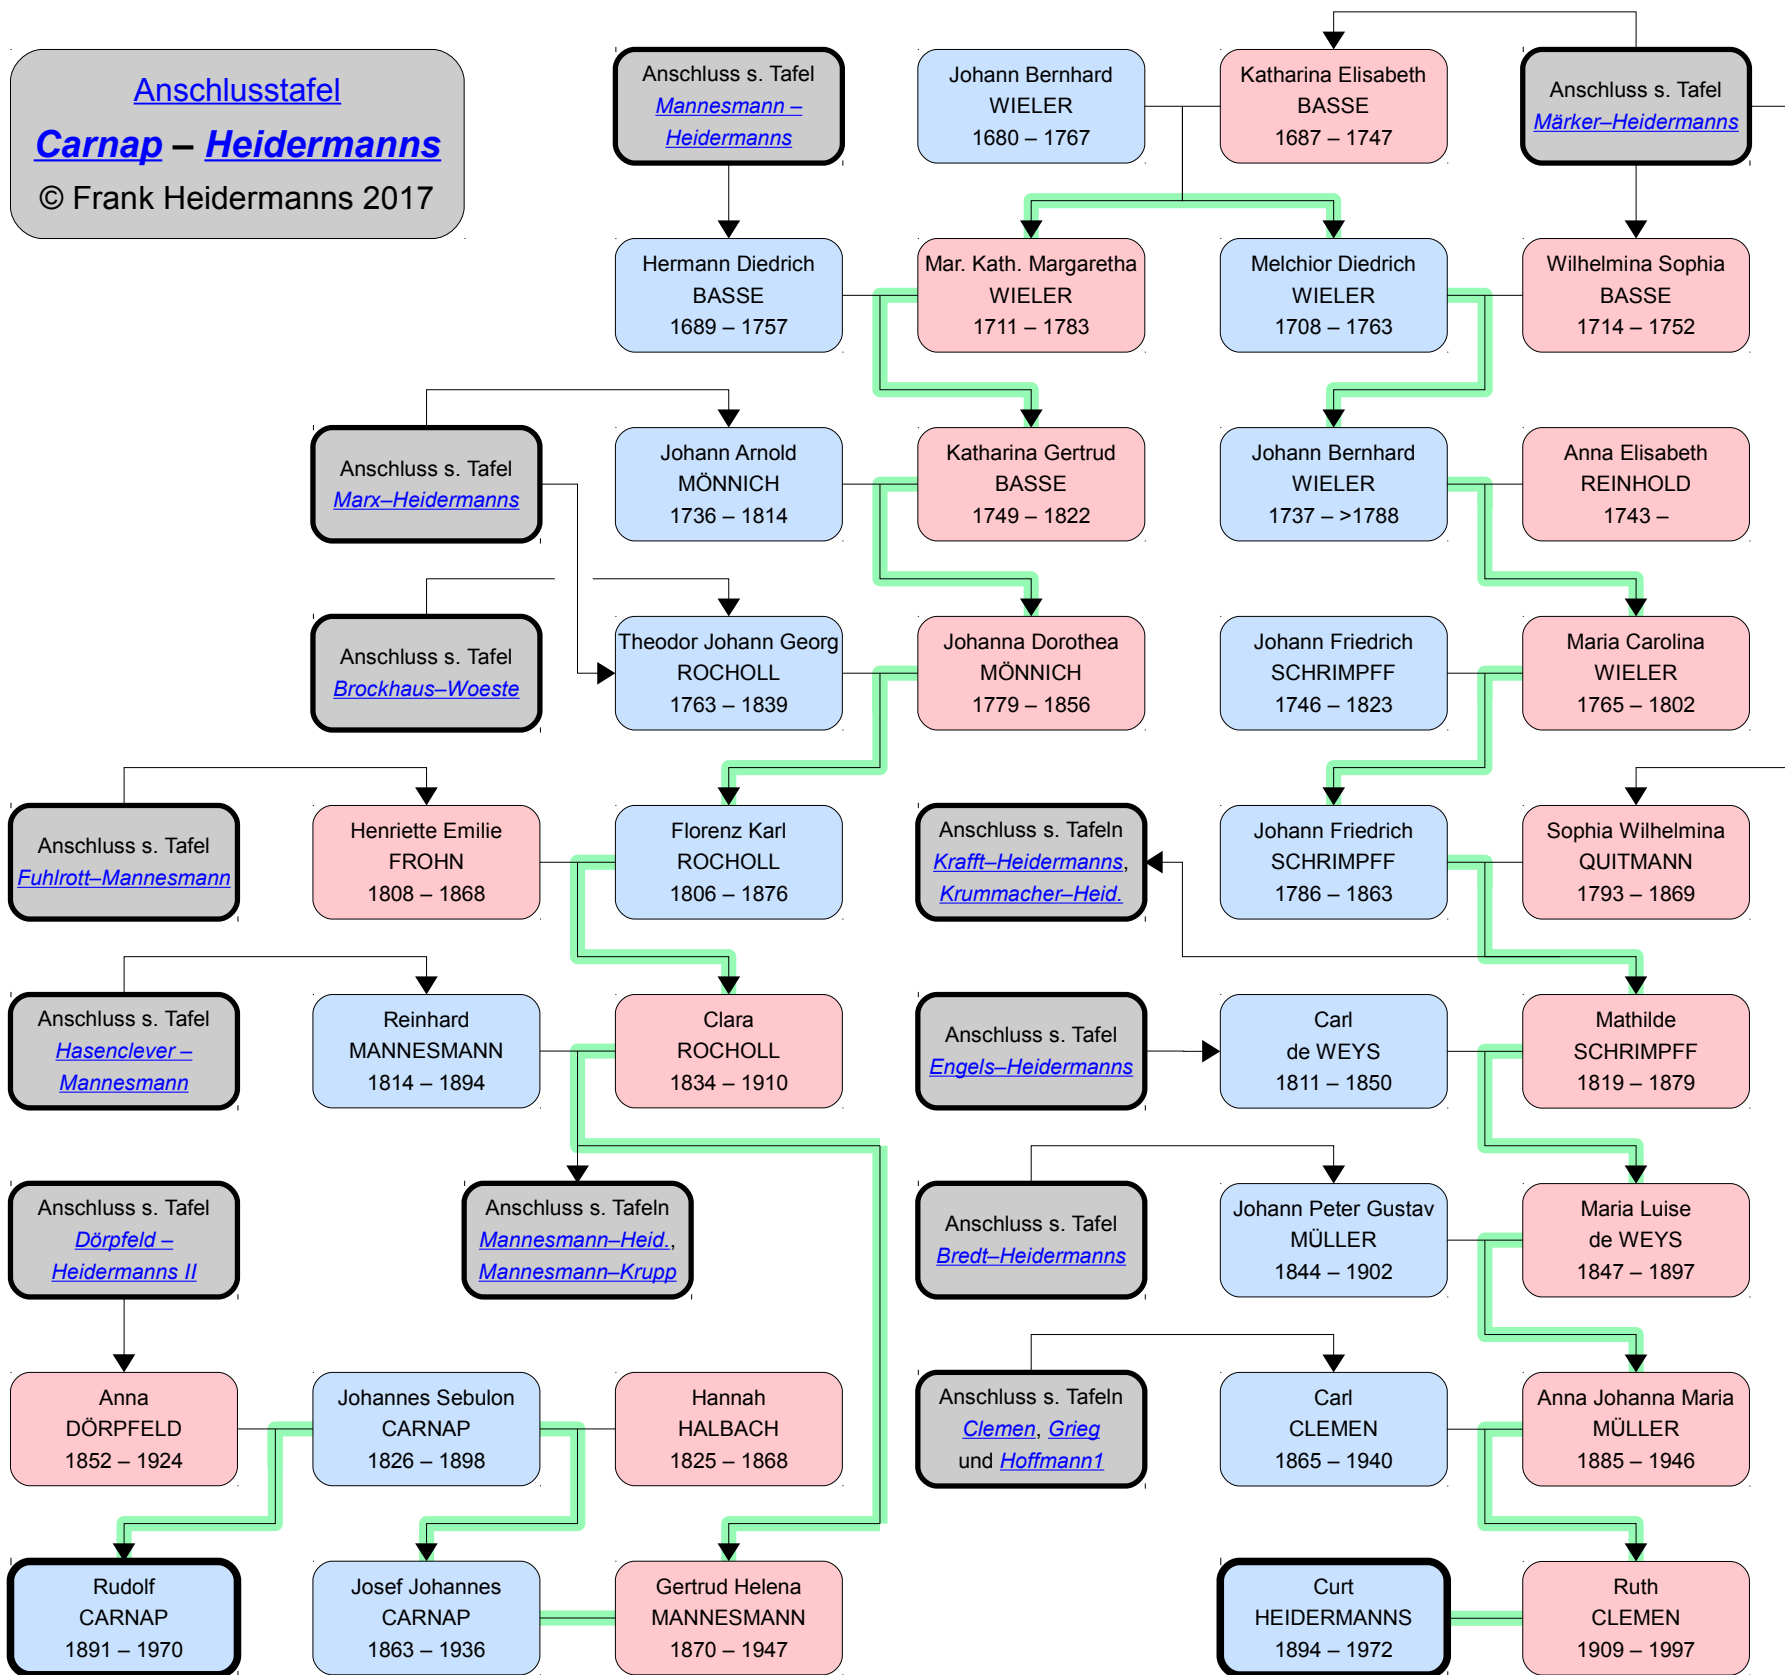 Anschlusstafel
Carnap – Heidermanns
© Frank Heidermanns 2017
Anschluss s. Tafel
Mannesmann –
Heidermanns
Johann Bernhard
WIELER
1680 – 1767
Katharina Elisabeth
BASSE
1687 – 1747
Anschluss s. Tafel
Märker–Heidermanns
Hermann Diedrich
BASSE
1689 – 1757
Mar. Kath. Margaretha
WIELER
1711 – 1783
Melchior Diedrich
WIELER
1708 – 1763
Wilhelmina Sophia
BASSE
1714 – 1752
Anschluss s. Tafel
Marx–Heidermanns
Johann Arnold
MÖNNICH
1736 – 1814
Katharina Gertrud
BASSE
1749 – 1822
Johann Bernhard
WIELER
1737 – >1788
Anna Elisabeth
REINHOLD
1743 –
Anschluss s. Tafel
Brockhaus–Woeste
Theodor Johann Georg
ROCHOLL
1763 – 1839
Johanna Dorothea
MÖNNICH
1779 – 1856
Johann Friedrich
SCHRIMPFF
1746 – 1823
Maria Carolina
WIELER
1765 – 1802
Anschluss s. Tafel
Fuhlrott–Mannesmann
Henriette Emilie
FROHN
1808 – 1868
Florenz Karl
ROCHOLL
1806 – 1876
Anschluss s. Tafeln
Krafft–Heidermanns,
Krummacher–Heid.
Johann Friedrich
SCHRIMPFF
1786 – 1863
Sophia Wilhelmina
QUITMANN
1793 – 1869
Anschluss s. Tafel
Hasenclever –
Mannesmann
Reinhard
MANNESMANN
1814 – 1894
Clara
ROCHOLL
1834 – 1910
Anschluss s. Tafel
Engels–Heidermanns
Carl
de WEYS
1811 – 1850
Mathilde
SCHRIMPFF
1819 – 1879
Anschluss s. Tafel
Dörpfeld –
Heidermanns II
Anschluss s. Tafeln
Mannesmann–Heid.,
Mannesmann–Krupp
Anschluss s. Tafel
Bredt–Heidermanns
Johann Peter Gustav
MÜLLER
1844 – 1902
Maria Luise
de WEYS
1847 – 1897
Anna
DÖRPFELD
1852 – 1924
Johannes Sebulon
CARNAP
1826 – 1898
Hannah
HALBACH
1825 – 1868
Anschluss s. Tafeln
Clemen, Grieg
und Hoffmann1
Carl
CLEMEN
1865 – 1940
Anna Johanna Maria
MÜLLER
1885 – 1946
Rudolf
CARNAP
1891 – 1970
Josef Johannes
CARNAP
1863 – 1936
Gertrud Helena
MANNESMANN
1870 – 1947
Curt
HEIDERMANNS
1894 – 1972
Ruth
CLEMEN
1909 – 1997